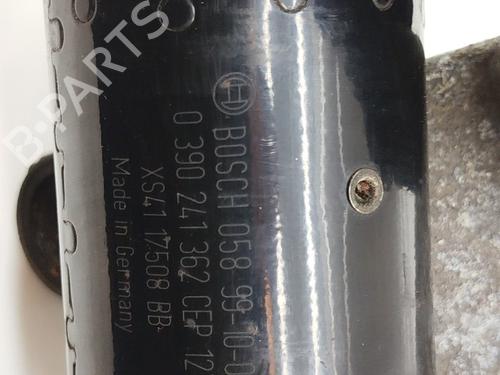 B-PARTS
BOSCH 058 99-10-0
0 390 241 362 CEP 12
XS41 17508 BB
Made in Germany